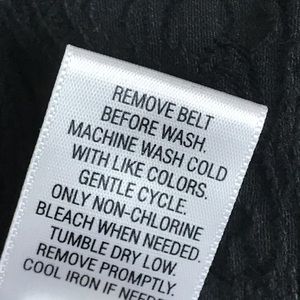 REMOVE BELT
BEFORE WASH.
MACHINE WASH COLD
WITH LIKE COLORS.
GENTLE CYCLE.
ONLY NON-CHLORINE
BLEACH WHEN NEEDED.
TUMBLE DRY LOW.
REMOVE PROMPTLY.
COOL IRON IF NEEDED